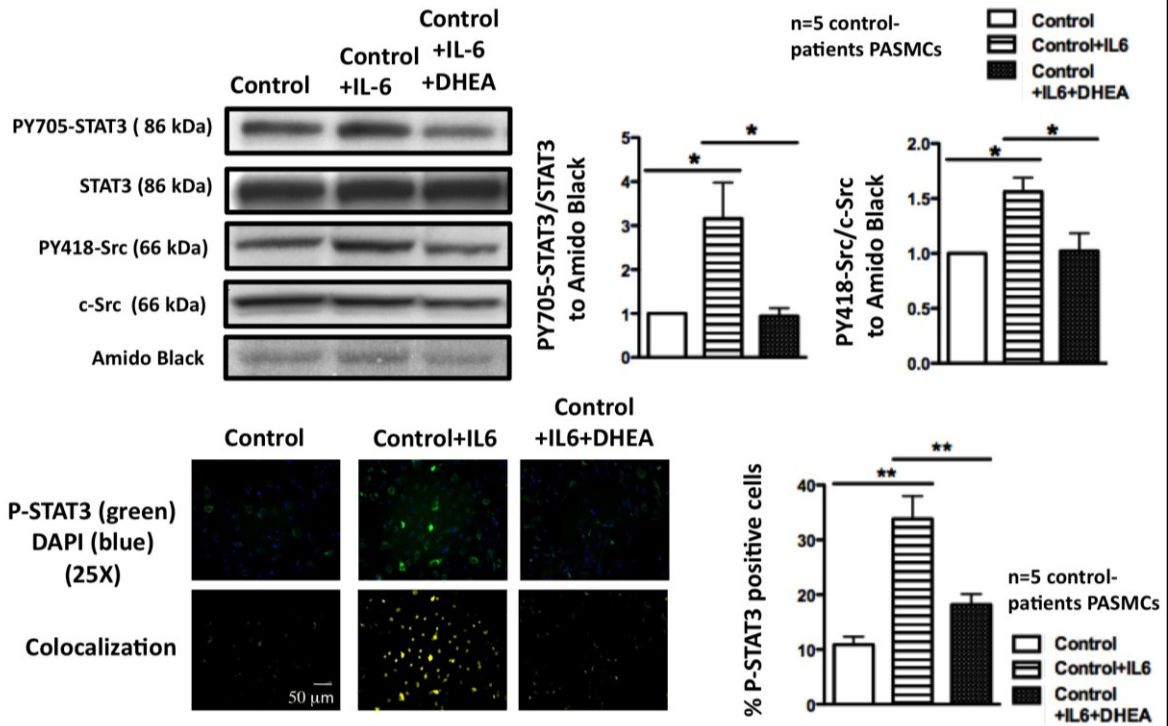 Control
Control
+IL-6
Control
+IL-6
+DHEA
PY705-STAT3 ( 86 kDa)
STAT3 (86 kDa)
PY418-Src (66 kDa)
c-Src (66 kDa)
Amido Black
n=5 control-
patients PASMCs
Control
Control+IL6
Control
+IL6+DHEA
PY705-STAT3/STAT3
to Amido Black
5
4
3
2
1
0
*
*
PY418-Src/c-Src
to Amido Black
2.0
1.5
1.0
0.5
0.0
*
*
Control
Control+IL6
Control
+IL6+DHEA
P-STAT3 (green)
DAPI (blue)
(25X)
Colocalization
50 µm
% P-STAT3 positive cells
40
30
20
10
0
**
**
n=5 control-
patients PASMCs
Control
Control+IL6
Control
+IL6+DHEA